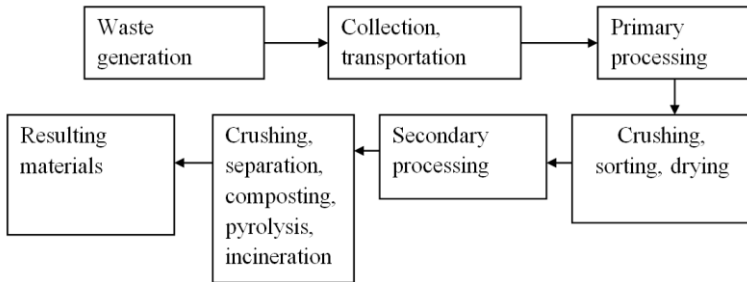 Waste
generation
Collection,
transportation
Primary
processing
Crushing,
sorting, drying
Secondary
processing
Crushing,
separation,
composting,
pyrolysis,
incineration
Resulting
materials